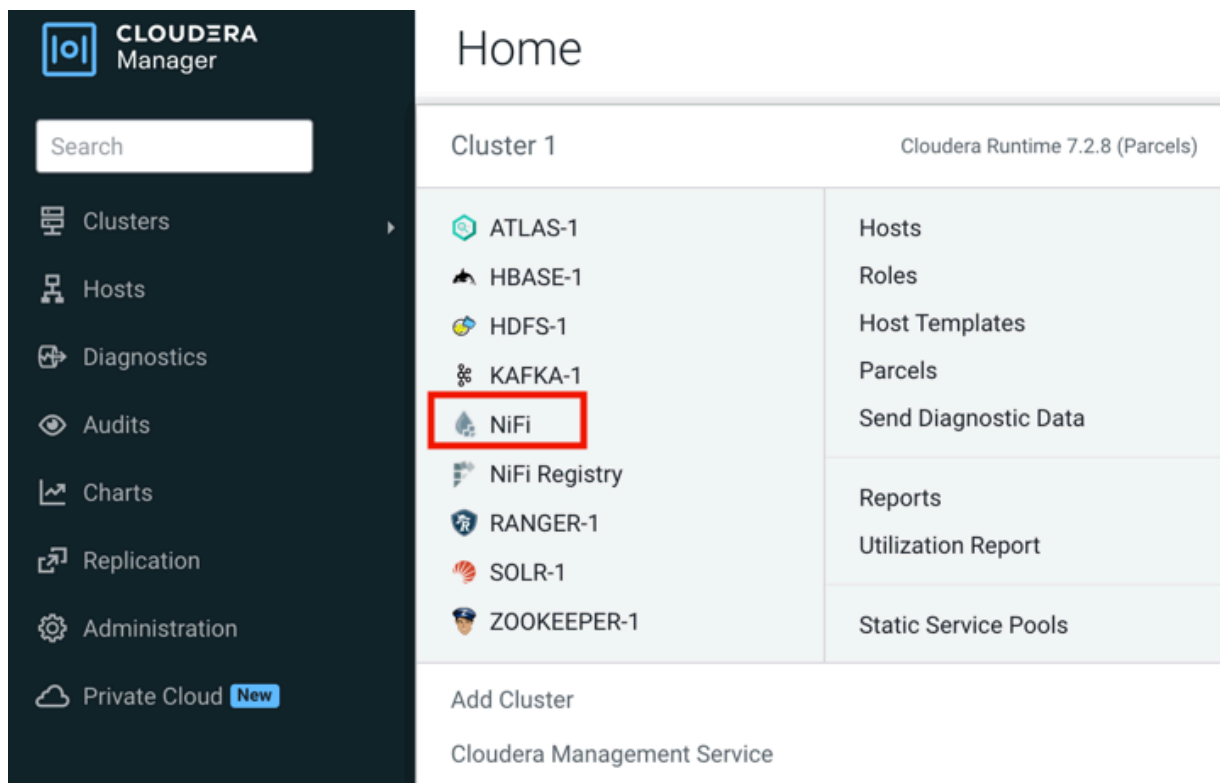 CLOUDERA
Manager
Search
Clusters
Hosts
Diagnostics
Audits
Charts
Replication
Administration
Private Cloud New
Home
Cluster 1
Cloudera Runtime 7.2.8 (Parcels)
ATLAS-1
HBASE-1
HDFS-1
KAFKA-1
NiFi
NiFi Registry
RANGER-1
SOLR-1
ZOOKEEPER-1
Hosts
Roles
Host Templates
Parcels
Send Diagnostic Data
Reports
Utilization Report
Static Service Pools
Add Cluster
Cloudera Management Service